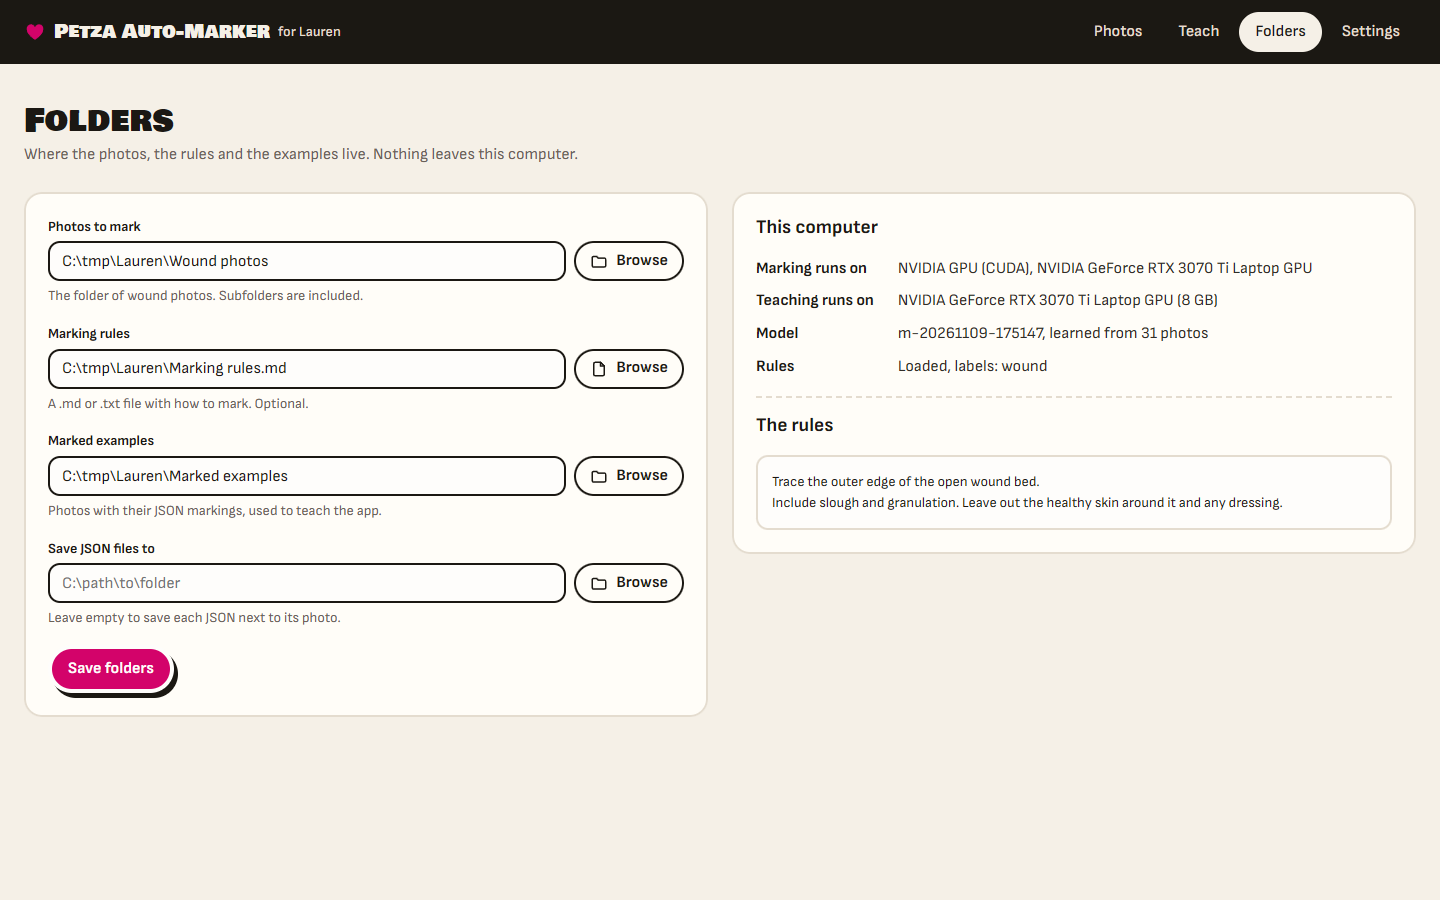 Petza Auto-Marker for Lauren
Photos
Teach
Folders
Settings
Folders
Where the photos, the rules and the examples live. Nothing leaves this computer.
Photos to mark
C:\tmp\Lauren\Wound photos
Browse
The folder of wound photos. Subfolders are included.
Marking rules
C:\tmp\Lauren\Marking rules.md
Browse
A .md or .txt file with how to mark. Optional.
Marked examples
C:\tmp\Lauren\Marked examples
Browse
Photos with their JSON markings, used to teach the app.
Save JSON files to
C:\path\to\folder
Browse
Leave empty to save each JSON next to its photo.
Save folders
This computer
Marking runs on NVIDIA GPU (CUDA), NVIDIA GeForce RTX 3070 Ti Laptop GPU
Teaching runs on NVIDIA GeForce RTX 3070 Ti Laptop GPU (8 GB)
Model m-20261109-175147, learned from 31 photos
Rules Loaded, labels: wound
The rules
Trace the outer edge of the open wound bed.
Include slough and granulation. Leave out the healthy skin around it and any dressing.